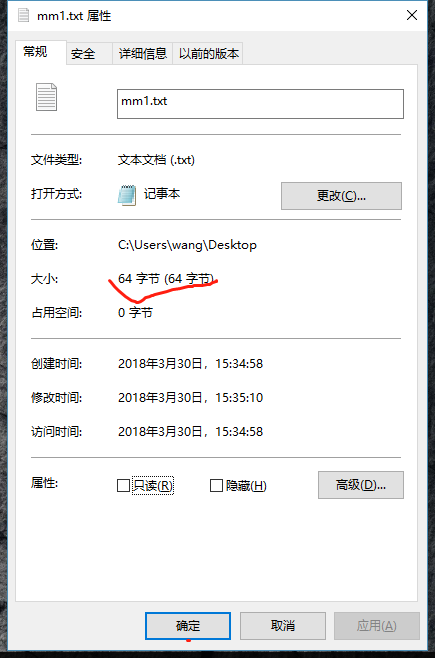 mm1.txt 属性
常规 安全 详细信息 以前的版本
mm1.txt
文件类型: 文本文档 (.txt)
打开方式: 记事本 更改(C)...
位置: C:\Users\wang\Desktop
大小: 64 字节 (64 字节)
占用空间: 0 字节
创建时间: 2018年3月30日，15:34:58
修改时间: 2018年3月30日，15:35:10
访问时间: 2018年3月30日，15:34:58
属性: 只读(R) 隐藏(H) 高级(D)...
确定 取消 应用(A)